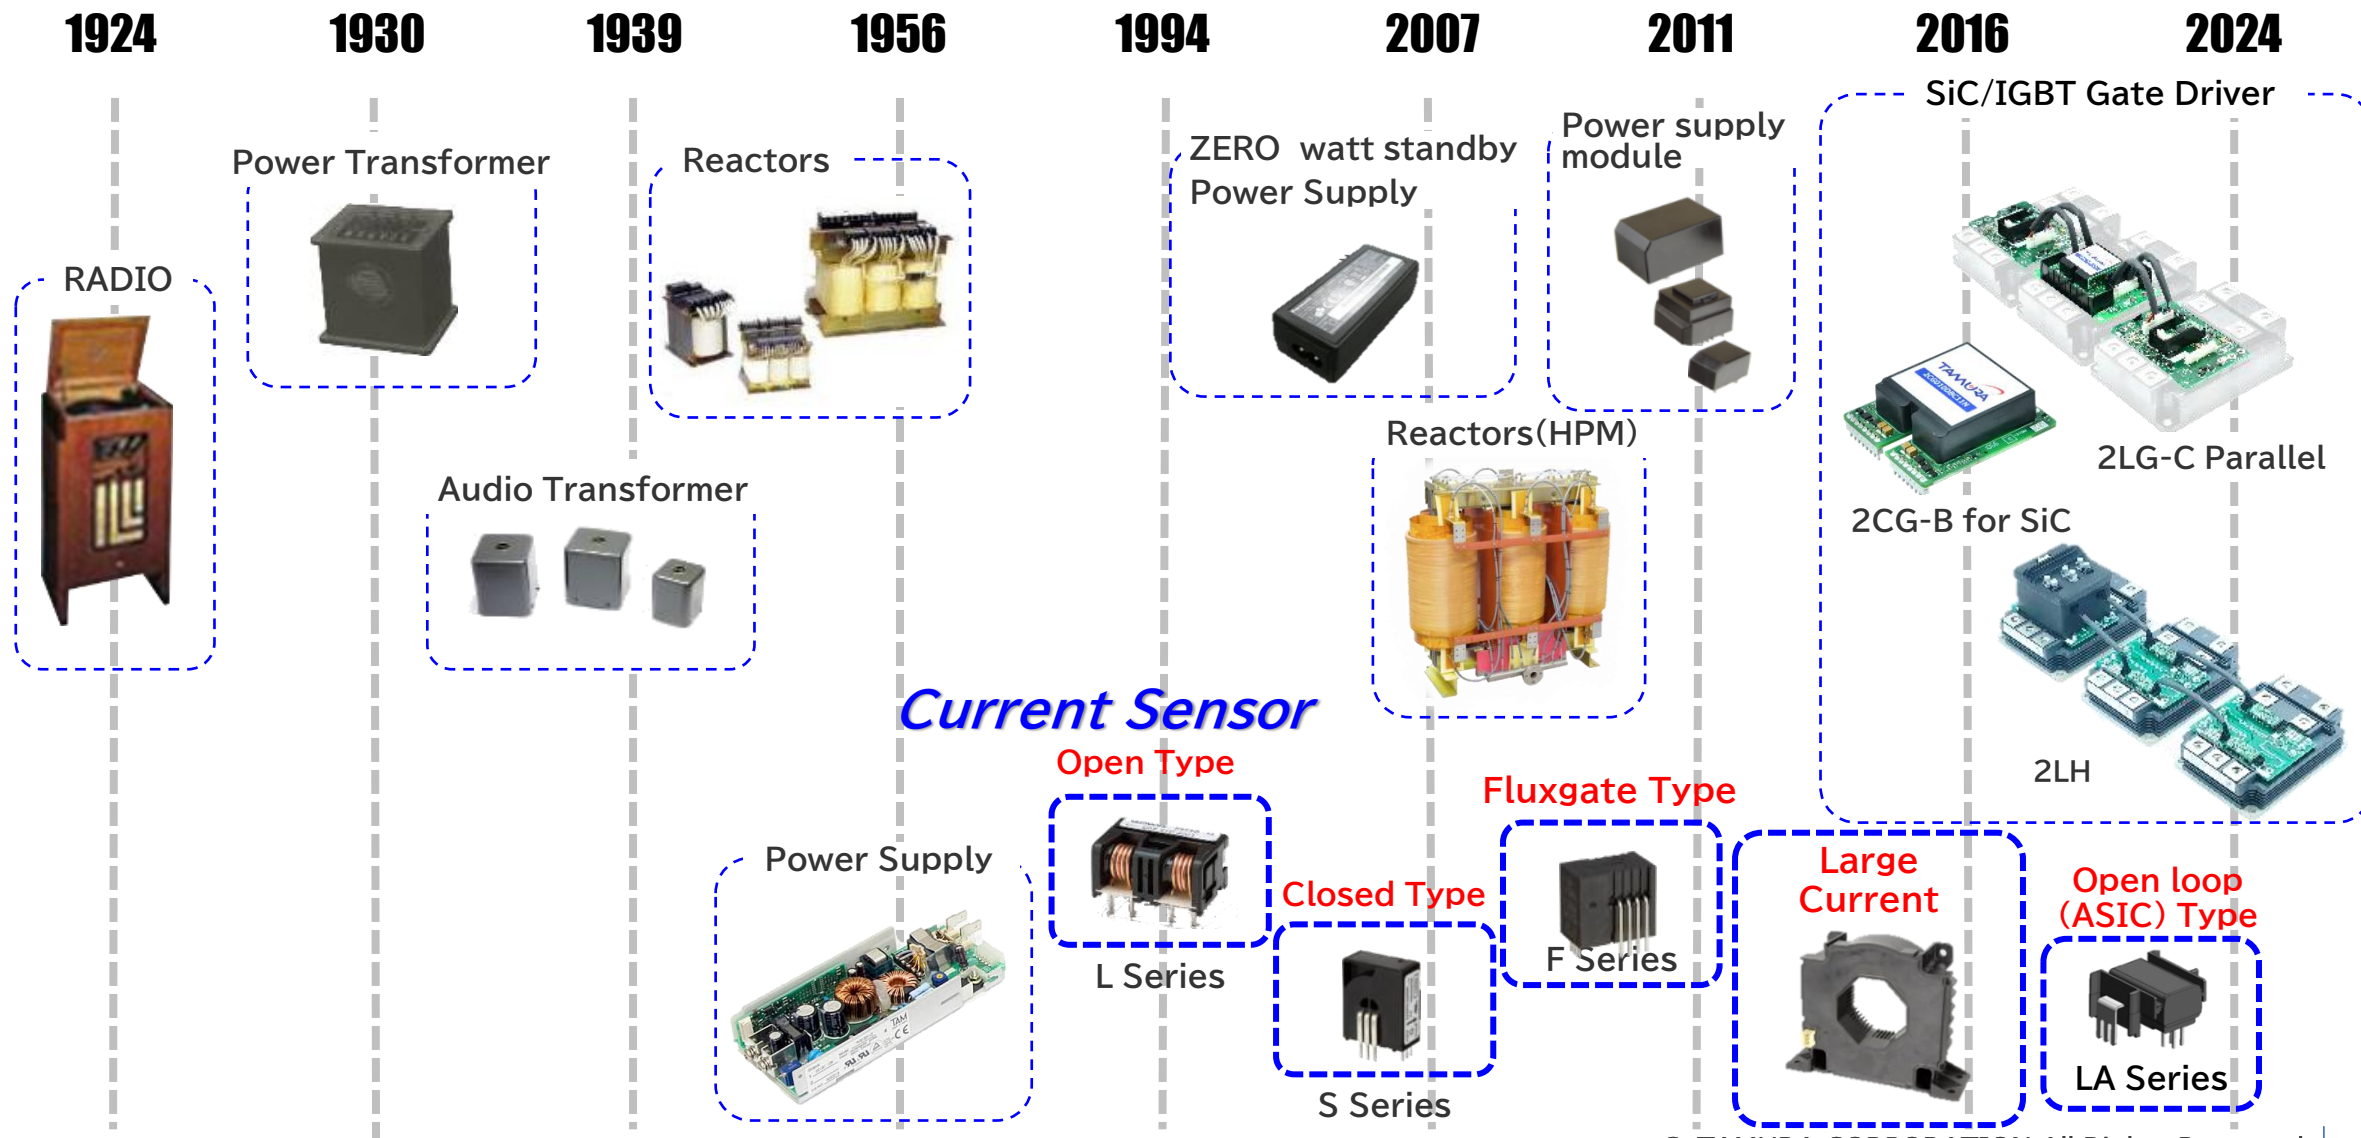 1924
1930
1939
1956
1994
2007
2011
2016
2024
SiC/IGBT Gate Driver
Power supply
module
ZERO watt standby
Power Supply
Power Transformer
Reactors
RADIO
TAMURA
2LG-C Parallel
Reactors(HPM)
Audio Transformer
2CG-B for SiC
Current Sensor
Open Type
2LH
Fluxgate Type
Power Supply
Large
Current
Closed Type
Open loop
(ASIC) Type
F Series
L Series
TAM
LA Series
S Series